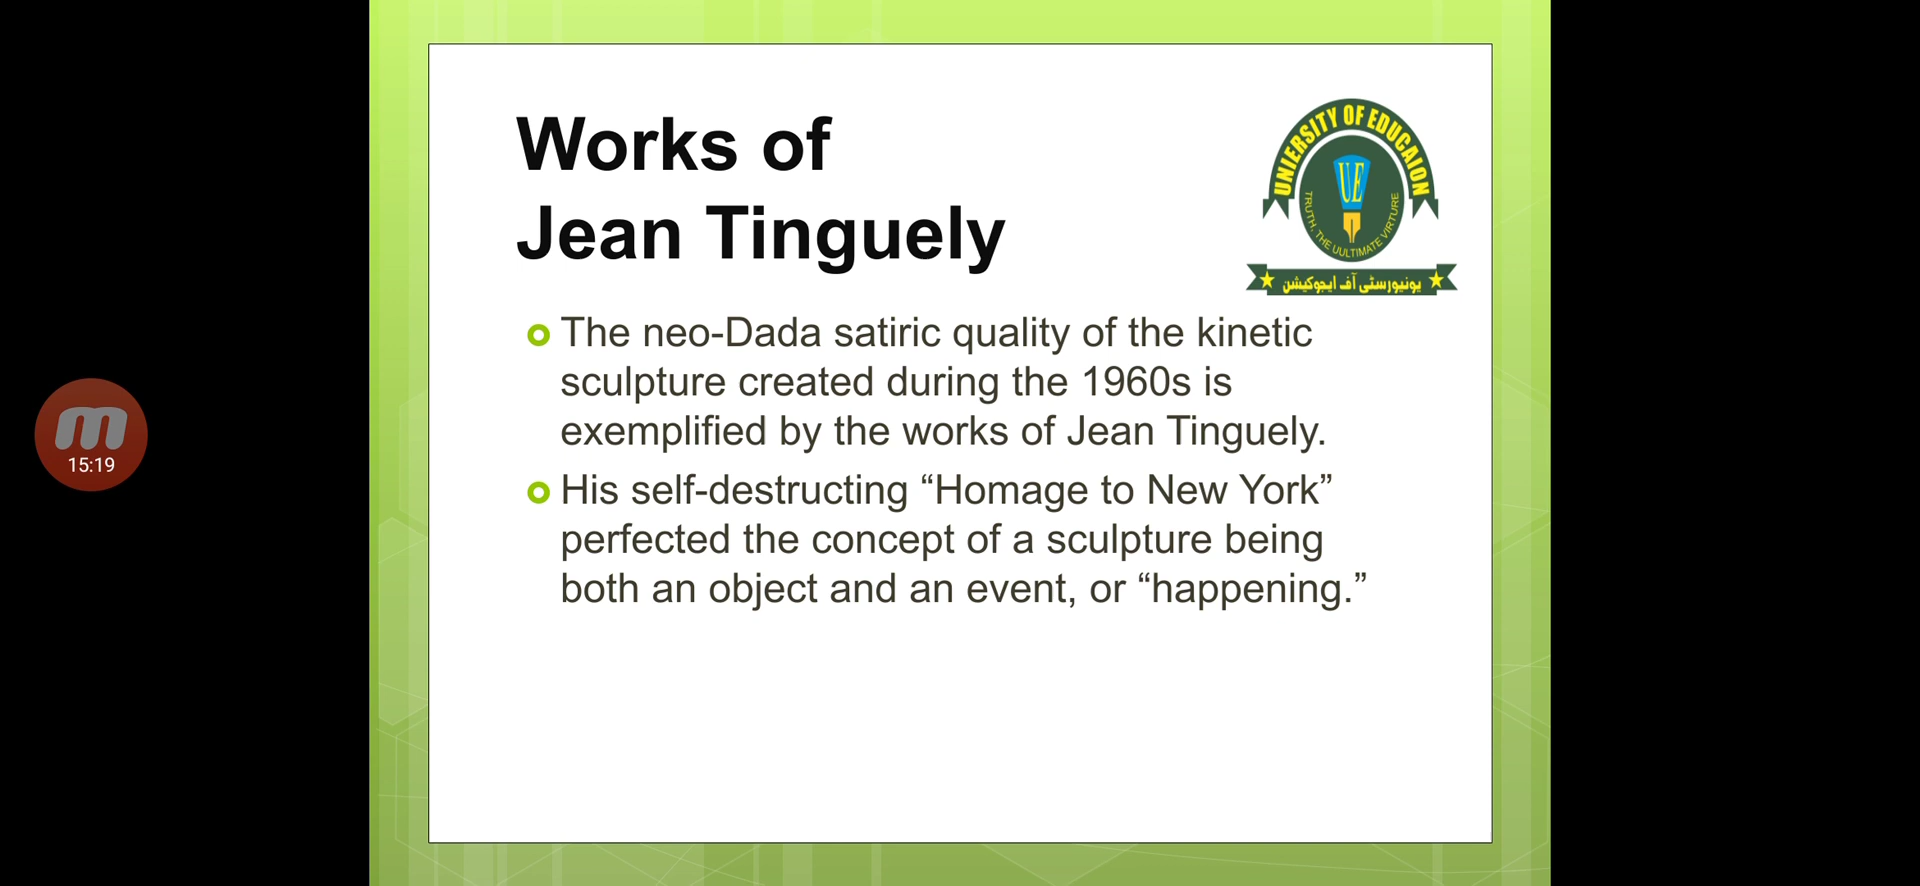 Works of
Jean Tinguely
UNIERSITY OF EDUCAION
UE
TRUTH, THE UULTIMATE VIRTURE
یونیورسٹی آف ایجوکیشن
The neo-Dada satiric quality of the kinetic
sculpture created during the 1960s is
exemplified by the works of Jean Tinguely.
His self-destructing “Homage to New York”
perfected the concept of a sculpture being
both an object and an event, or “happening.”
m
15:19